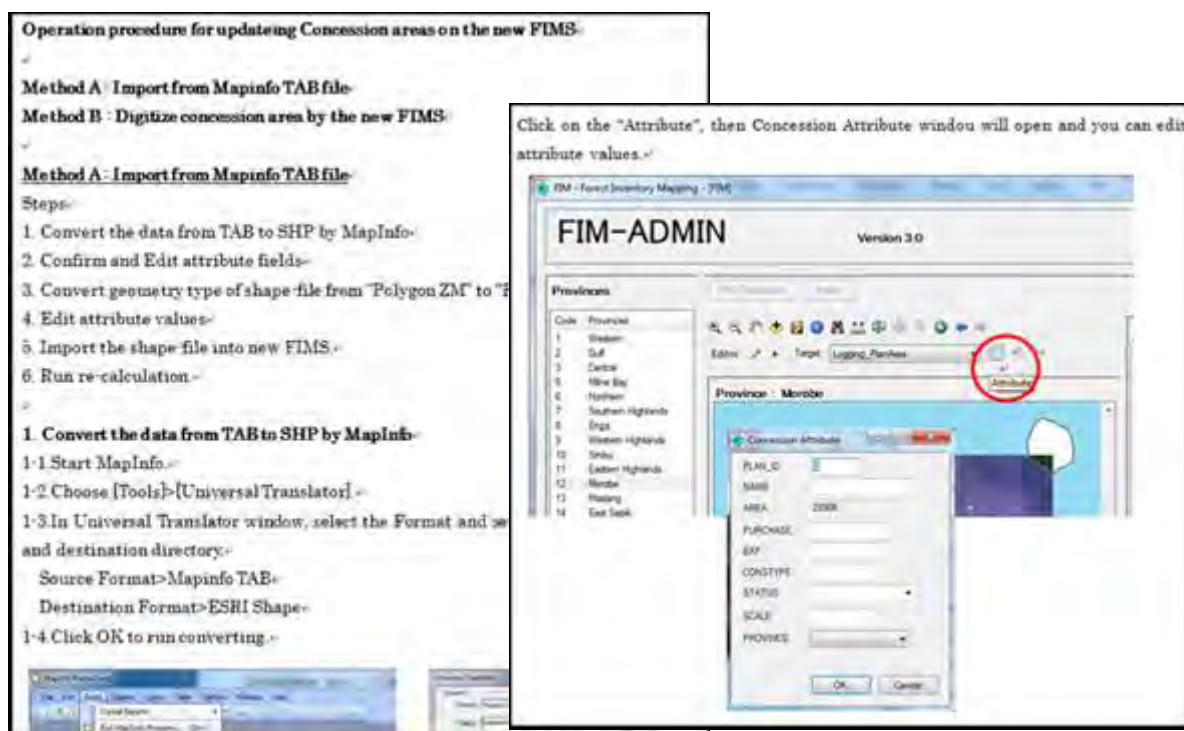 Operation procedure for updateing Concession areas on the new FIMS
Method A : Import from Mapinfo TAB file
Method B : Digitize concession area by the new FIMS
Method A : Import from Mapinfo TAB file
Steps
1. Convert the data from TAB to SHP by MapInfo
2. Confirm and Edit attribute fields
3. Convert geometry type of shape-file from "Polygon ZM" to
4. Edit attribute values
5. Import the shape-file into new FIMS
6. Run re-calculation
1. Convert the data from TAB to SHP by MapInfo
1-1 Start MapInfo.
1-2 Choose [Tools]>[Universal Translator]
1-3.In Universal Translator window, select the Format and
and destination directory.
Source Format>Mapinfo TAB
Destination Format>ESRI Shape
1-4 Click OK to run converting.
Click on the "Attribute", then Concession Attribute windou will open and you can edit
attribute values.
FIM - Forest Inventory Mapping - [FIM]
FIM-ADMIN
Version 3.0
Provinces
Code Provinces
1 Western
2 Gulf
3 Central
5 Milne Bay
6 Northern
7 Southern Highlands
8 Enga
9 Western Highlands
10 Simbu
11 Eastern Highlands
12 Morobe
13 Madang
14 East Sepik
Editor Target Logging_PlanArea
Attribute
Province : Morobe
Concession Attribute
PLAN_ID
NAME
AREA
PURCHASE
EXP
CONSTYPE
STATUS
SCALE
PROVINCE
OK Cancel